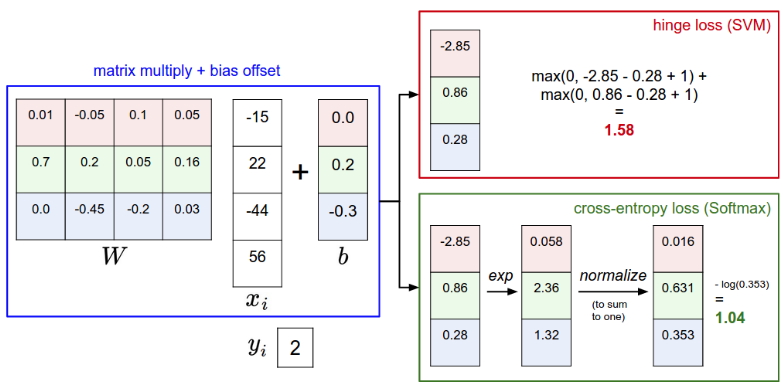 matrix multiply + bias offset
0.01 -0.05 0.1 0.05
0.7 0.2 0.05 0.16
0.0 -0.45 -0.2 0.03
W
-15
22
-44
56
x_i
+
0.0
0.2
-0.3
b
y_i 2
hinge loss (SVM)
-2.85
0.86
0.28
max(0, -2.85 - 0.28 + 1) +
max(0, 0.86 - 0.28 + 1)
=
1.58
cross-entropy loss (Softmax)
-2.85
0.86
0.28
exp
0.058
2.36
1.32
normalize
(to sum
to one)
0.016
0.631
0.353
- log(0.353)
=
1.04